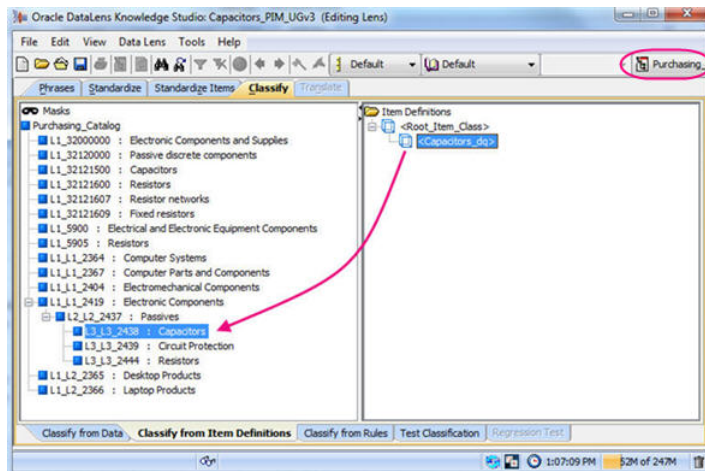 Oracle DataLens Knowledge Studio: Capacitors_PIM_UGv3 (Editing Lens)
File Edit View Data Lens Tools Help
Default Default Purchasing_
Phrases Standardize Standardize Items Classify Translate
Masks
Purchasing_Catalog
L1_32000000 : Electronic Components and Supplies
L1_32120000 : Passive discrete components
L1_32121500 : Capacitors
L1_32121600 : Resistors
L1_32121607 : Resistor networks
L1_32121609 : Fixed resistors
L1_5900 : Electrical and Electronic Equipment Components
L1_5905 : Resistors
L1_L1_2364 : Computer Systems
L1_L1_2367 : Computer Parts and Components
L1_L1_2404 : Electromechanical Components
L1_L1_2419 : Electronic Components
L2_L2_2437 : Passives
L3_L3_2438 : Capacitors
L3_L3_2439 : Circuit Protection
L3_L3_2444 : Resistors
L1_L2_2365 : Desktop Products
L1_L2_2366 : Laptop Products
Item Definitions
<Root_Item_Class>
<Capacitors_dq>
Classify from Data Classify from Item Definitions Classify from Rules Test Classification Regression Test
1:07:09 PM 52M of 247M